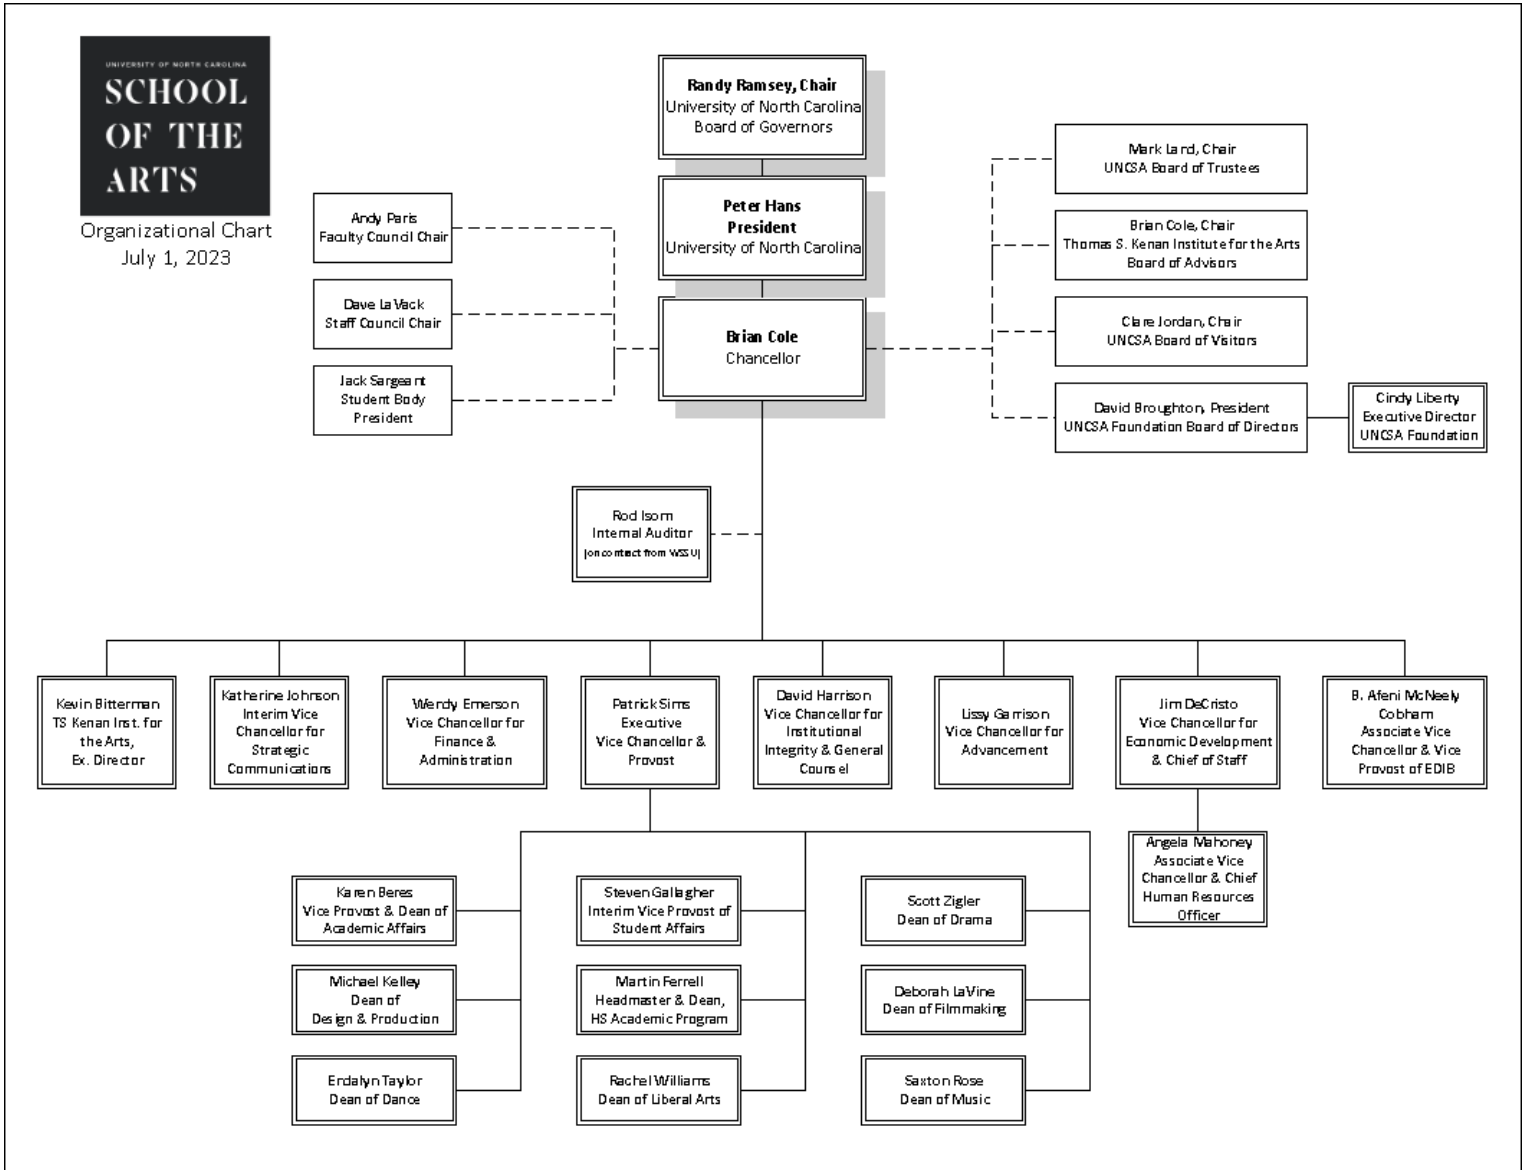 UNIVERSITY OF NORTH CAROLINA
SCHOOL
OF THE
ARTS
Organizational Chart
July 1, 2023
Randy Ramsey, Chair
University of North Carolina
Board of Governors
Peter Hans
President
University of North Carolina
Brian Cole
Chancellor
Andy Paris
Faculty Council Chair
Dave LaVack
Staff Council Chair
Jack Sargeant
Student Body
President
Mark Land, Chair
UNCSA Board of Trustees
Brian Cole, Chair
Thomas S. Kenan Institute for the Arts
Board of Advisors
Clare Jordan, Chair
UNCSA Board of Visitors
David Broughton, President
UNCSA Foundation Board of Directors
Cindy Liberty
Executive Director
UNCSA Foundation
Rod Isom
Internal Auditor
(on contract from WSSU)
Kevin Bitterman
TS Kenan Inst. for
the Arts,
Ex. Director
Katherine Johnson
Interim Vice
Chancellor for
Strategic
Communications
Wendy Emerson
Vice Chancellor for
Finance &
Administration
Patrick Sims
Executive
Vice Chancellor &
Provost
David Harrison
Vice Chancellor for
Institutional
Integrity & General
Counsel
Lissy Garrison
Vice Chancellor for
Advancement
Jim DeCristo
Vice Chancellor for
Economic Development
& Chief of Staff
B. Afeni McNeely
Cobham
Associate Vice
Chancellor & Vice
Provost of EDIB
Angela Mahoney
Associate Vice
Chancellor & Chief
Human Resources
Officer
Karen Beres
Vice Provost & Dean of
Academic Affairs
Michael Kelley
Dean of
Design & Production
Endalyn Taylor
Dean of Dance
Steven Gallagher
Interim Vice Provost of
Student Affairs
Martin Ferrell
Headmaster & Dean,
HS Academic Program
Rachel Williams
Dean of Liberal Arts
Scott Zigler
Dean of Drama
Deborah LaVine
Dean of Filmmaking
Saxton Rose
Dean of Music